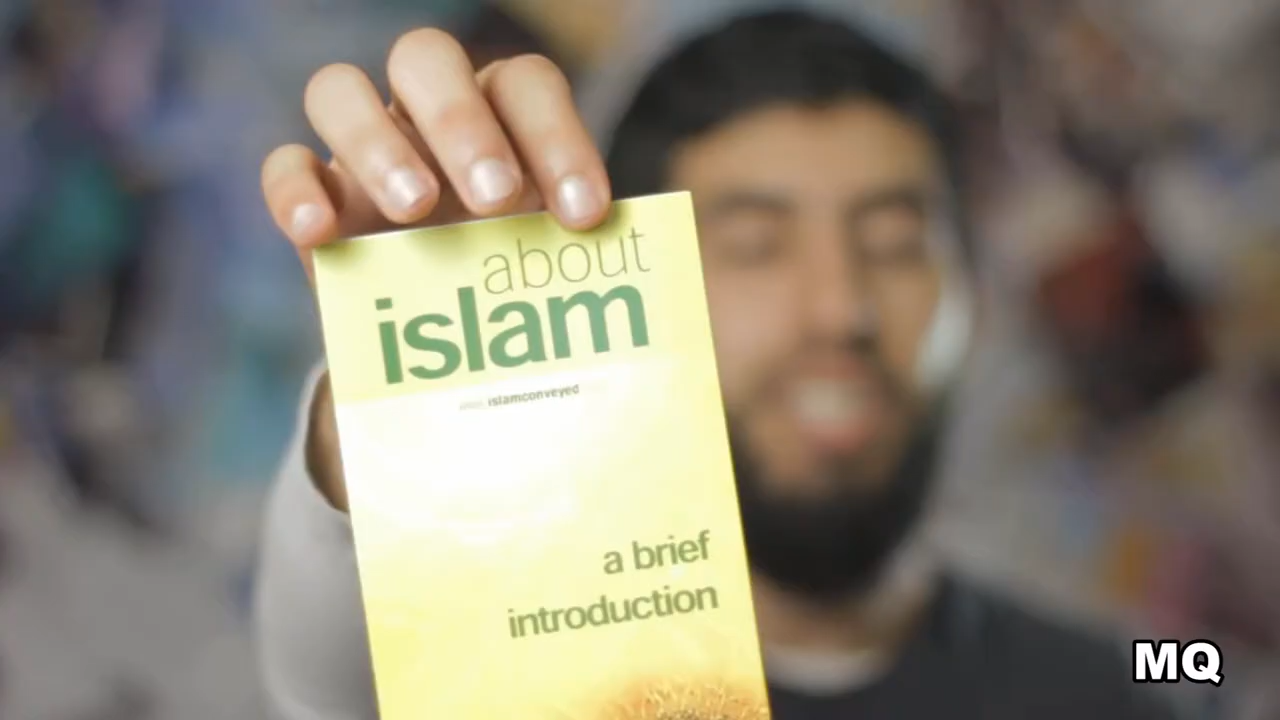 about
islam
islamconveyed
a brief
introduction
MQ